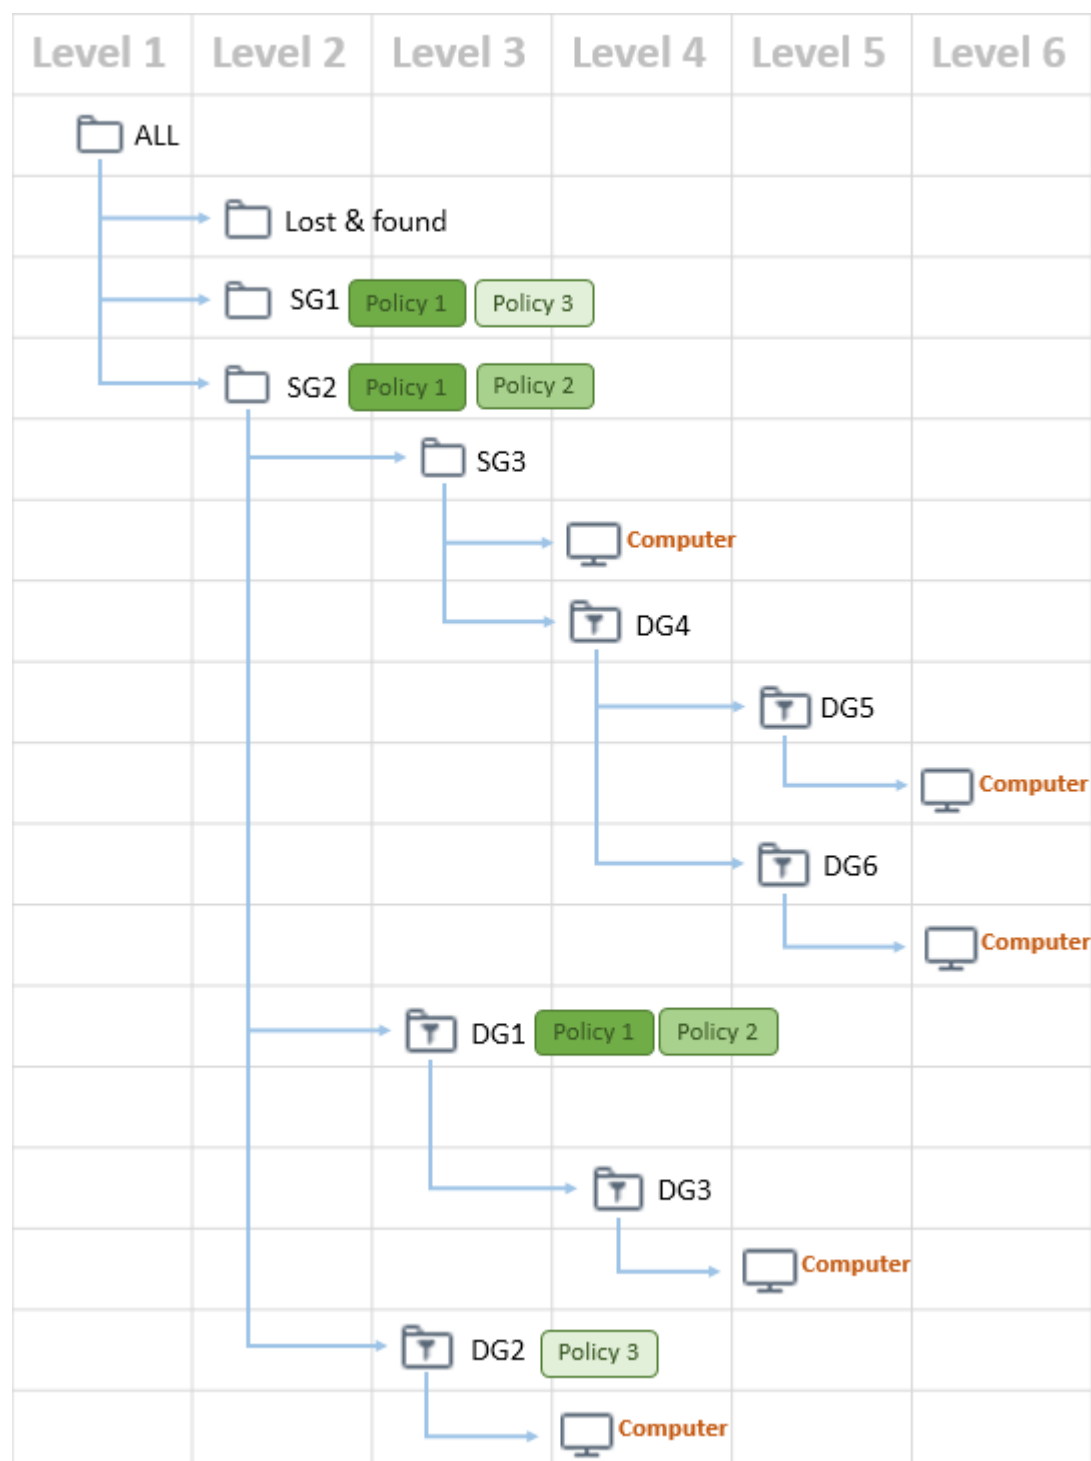 Level 1 Level 2 Level 3 Level 4 Level 5 Level 6
ALL
Lost & found
SG1 Policy 1 Policy 3
SG2 Policy 1 Policy 2
SG3
Computer
DG4
DG5
Computer
DG6
Computer
DG1 Policy 1 Policy 2
DG3
Computer
DG2 Policy 3
Computer